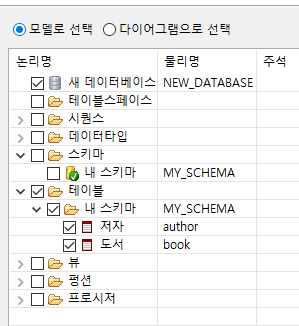 모델로 선택 다이어그램으로 선택
논리명 물리명 주석
새 데이터베이스 NEW_DATABASE
테이블스페이스
시퀀스
데이터타입
스키마
내 스키마 MY_SCHEMA
테이블
내 스키마 MY_SCHEMA
저자 author
도서 book
뷰
펑션
프로시저